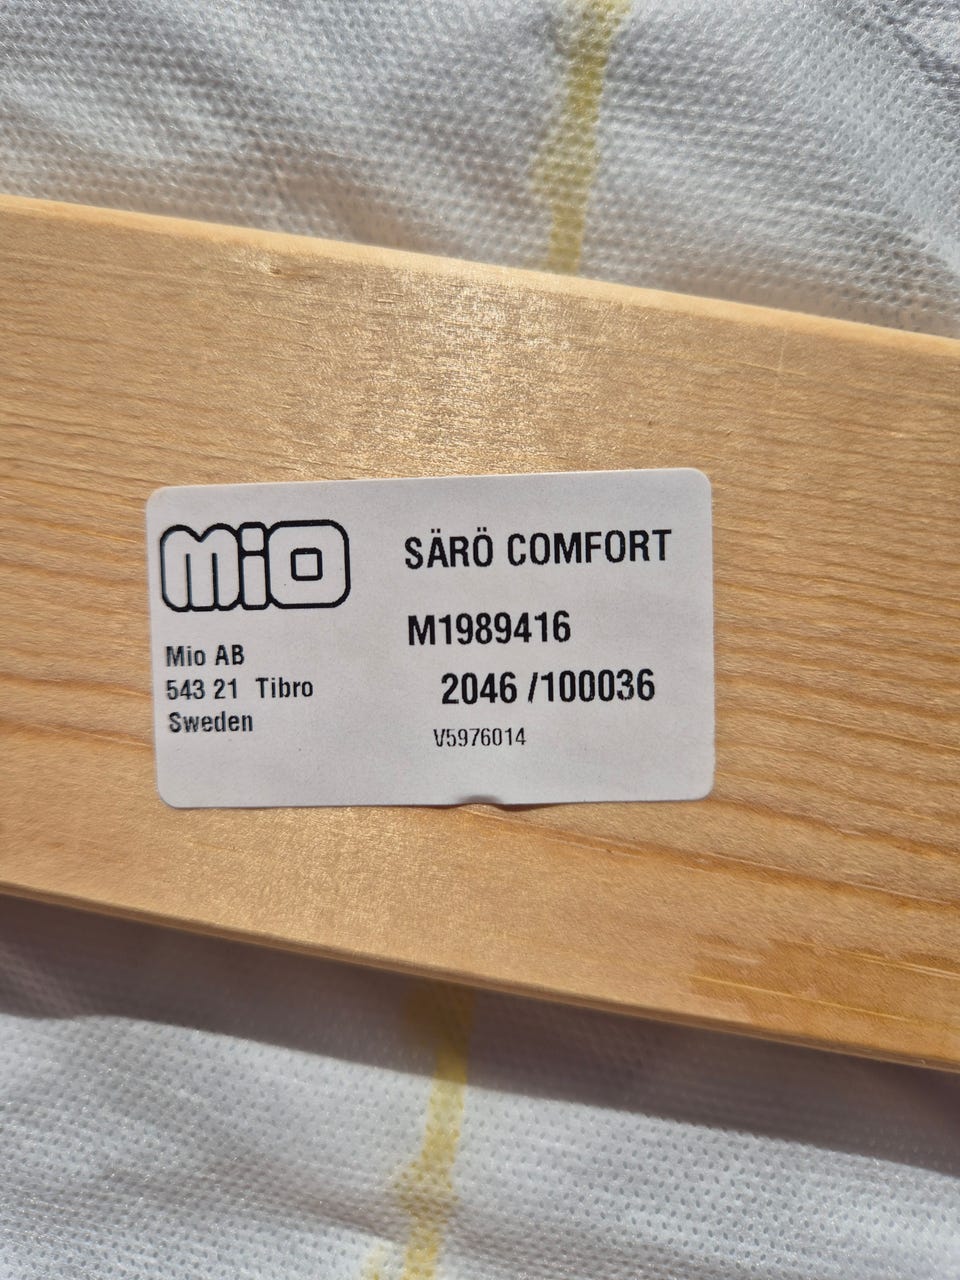 mio
SÄRÖ COMFORT
M1989416
2046 /100036
V5976014
Mio AB
543 21 Tibro
Sweden